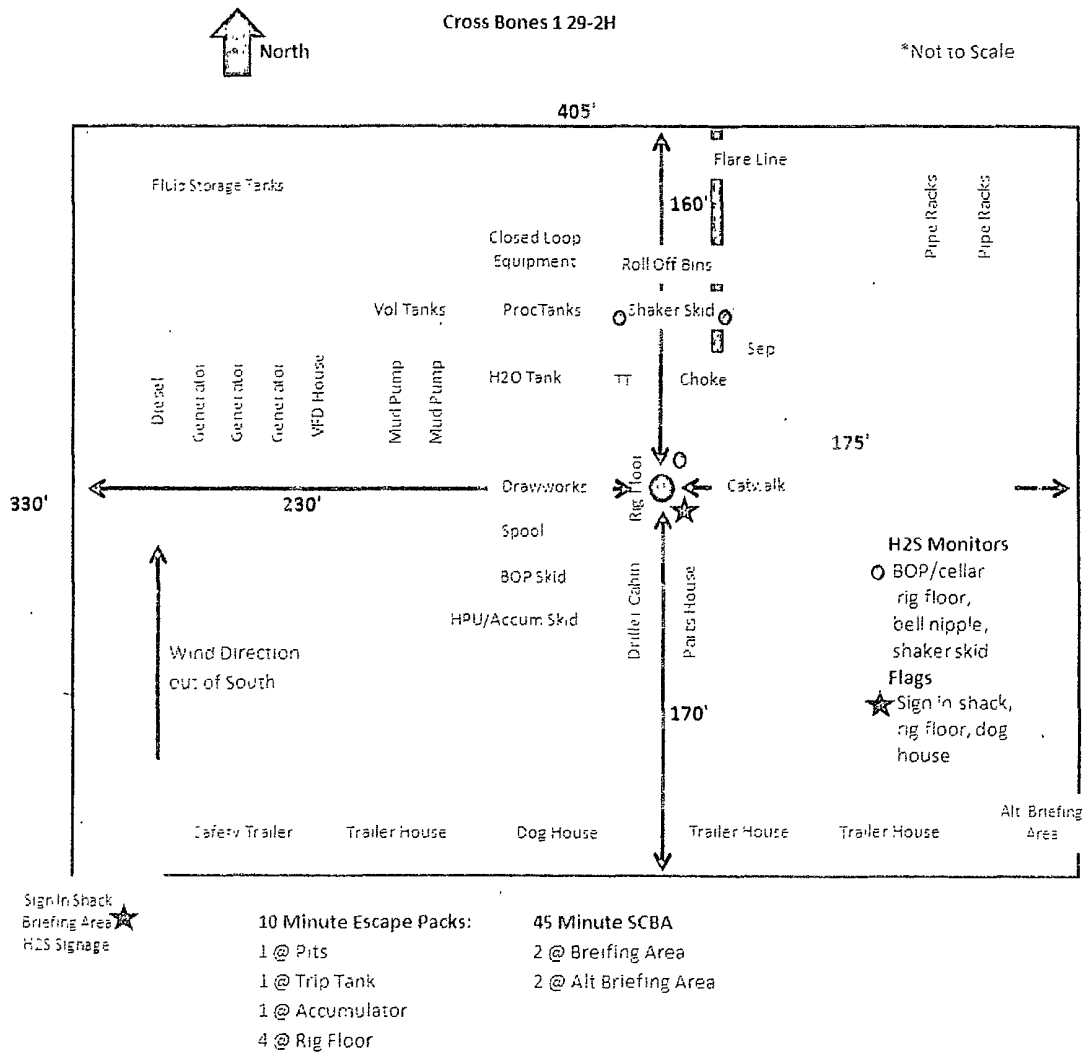 Cross Bones 1 29-2H
North
*Not to Scale
405'
Flare Line
Fluid Storage Tanks
160'
Pipe Racks
Pipe Racks
Closed Loop
Equipment
Roll Off Bins
Vol Tanks
Proc Tanks
Shaker Skid
Sep
H2O Tank
TT
Choke
Diesel
Generator
Generator
Generator
VFD House
Mud Pump
Mud Pump
175'
330'
230'
Drawworks
Rig Floor
Catwalk
Spool
BOP Skid
HPU/Accum Skid
Driller Cabin
Parts House
H2S Monitors
BOP/cellar
rig floor,
bell nipple,
shaker skid
Flags
Sign in shack,
rig floor, dog
house
Wind Direction
out of South
170'
Safety Trailer
Trailer House
Dog House
Trailer House
Trailer House
Alt Briefing
Area
Sign In Shack
Briefing Area
H2S Signage
10 Minute Escape Packs:
1 @ Pits
1 @ Trip Tank
1 @ Accumulator
4 @ Rig Floor
45 Minute SCBA
2 @ Breifing Area
2 @ Alt Briefing Area